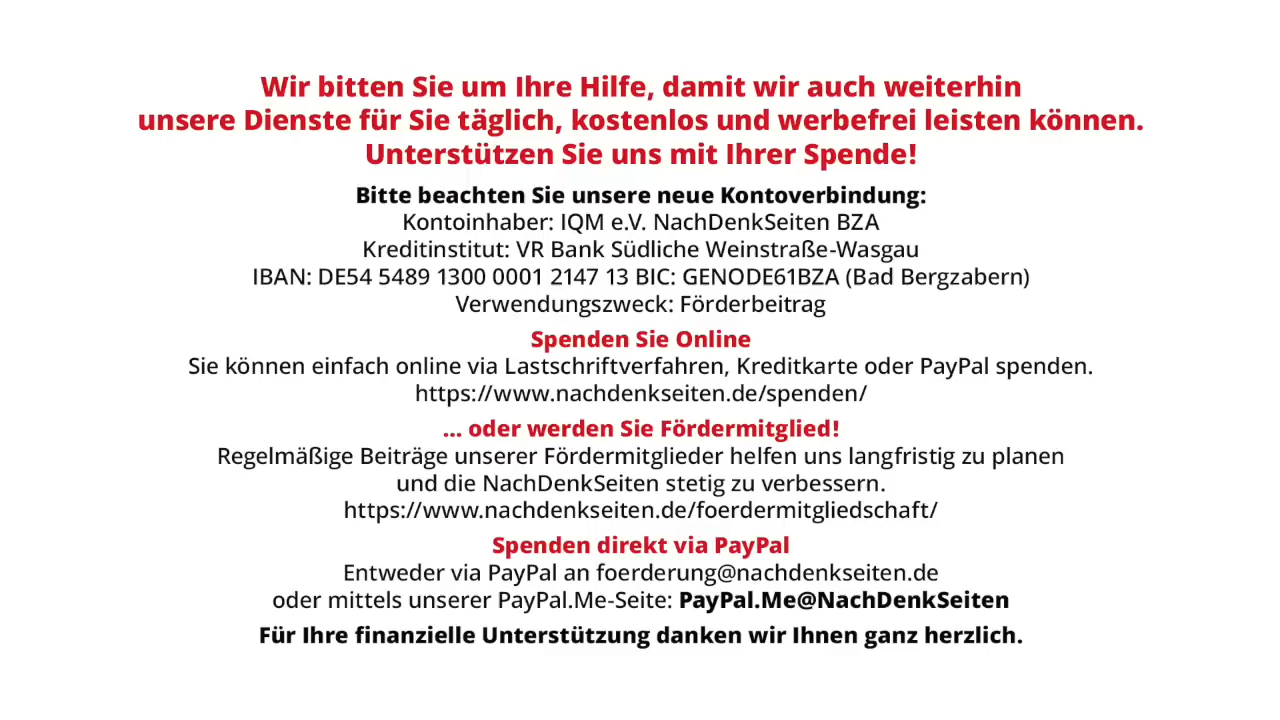 Wir bitten Sie um Ihre Hilfe, damit wir auch weiterhin
unsere Dienste für Sie täglich, kostenlos und werbefrei leisten können.
Unterstützen Sie uns mit Ihrer Spende!
Bitte beachten Sie unsere neue Kontoverbindung:
Kontoinhaber: IQM e.V. NachDenkSeiten BZA
Kreditinstitut: VR Bank Südliche Weinstraße-Wasgau
IBAN: DE54 5489 1300 0001 2147 13 BIC: GENODE61BZA (Bad Bergzabern)
Verwendungszweck: Förderbeitrag
Spenden Sie Online
Sie können einfach online via Lastschriftverfahren, Kreditkarte oder PayPal spenden.
https://www.nachdenkseiten.de/spenden/
... oder werden Sie Fördermitglied!
Regelmäßige Beiträge unserer Fördermitglieder helfen uns langfristig zu planen
und die NachDenkSeiten stetig zu verbessern.
https://www.nachdenkseiten.de/foerdermitgliedschaft/
Spenden direkt via PayPal
Entweder via PayPal an foerderung@nachdenkseiten.de
oder mittels unserer PayPal.Me-Seite: PayPal.Me@NachDenkSeiten
Für Ihre finanzielle Unterstützung danken wir Ihnen ganz herzlich.